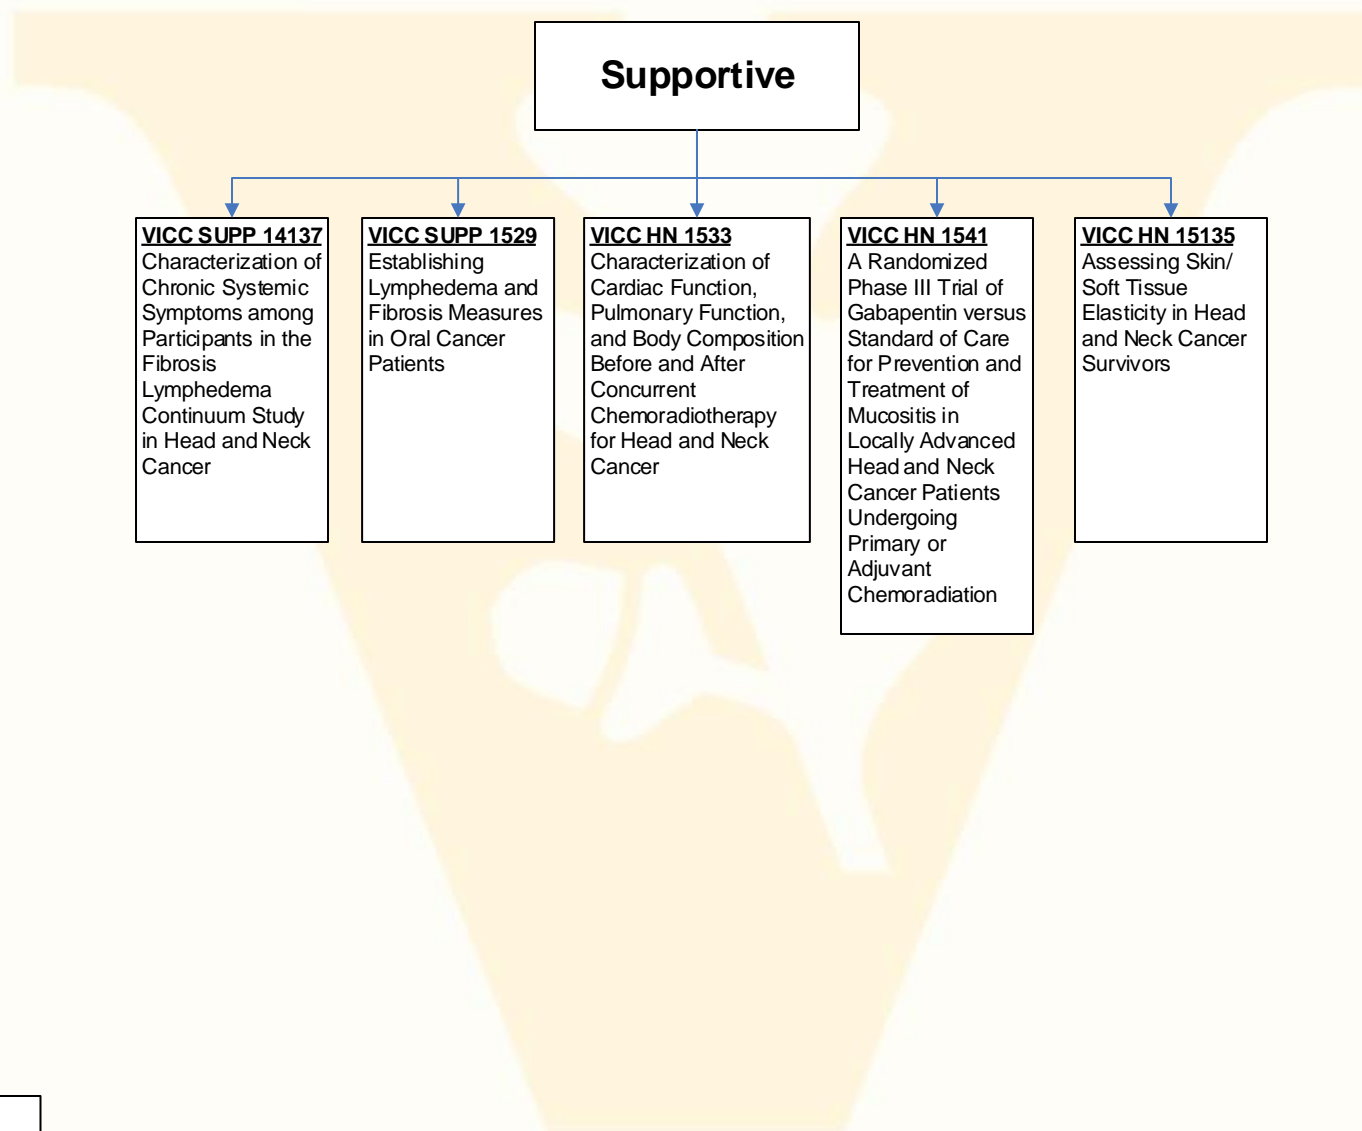 Supportive
VICC SUPP 14137
Characterization of
Chronic Systemic
Symptoms among
Participants in the
Fibrosis
Lymphedema
Continuum Study
in Head and Neck
Cancer
VICC SUPP 1529
Establishing
Lymphedema and
Fibrosis Measures
in Oral Cancer
Patients
VICC HN 1533
Characterization of
Cardiac Function,
Pulmonary Function,
and Body Composition
Before and After
Concurrent
Chemoradiotherapy
for Head and Neck
Cancer
VICC HN 1541
A Randomized
Phase III Trial of
Gabapentin versus
Standard of Care
for Prevention and
Treatment of
Mucositis in
Locally Advanced
Head and Neck
Cancer Patients
Undergoing
Primary or
Adjuvant
Chemoradiation
VICC HN 15135
Assessing Skin/
Soft Tissue
Elasticity in Head
and Neck Cancer
Survivors